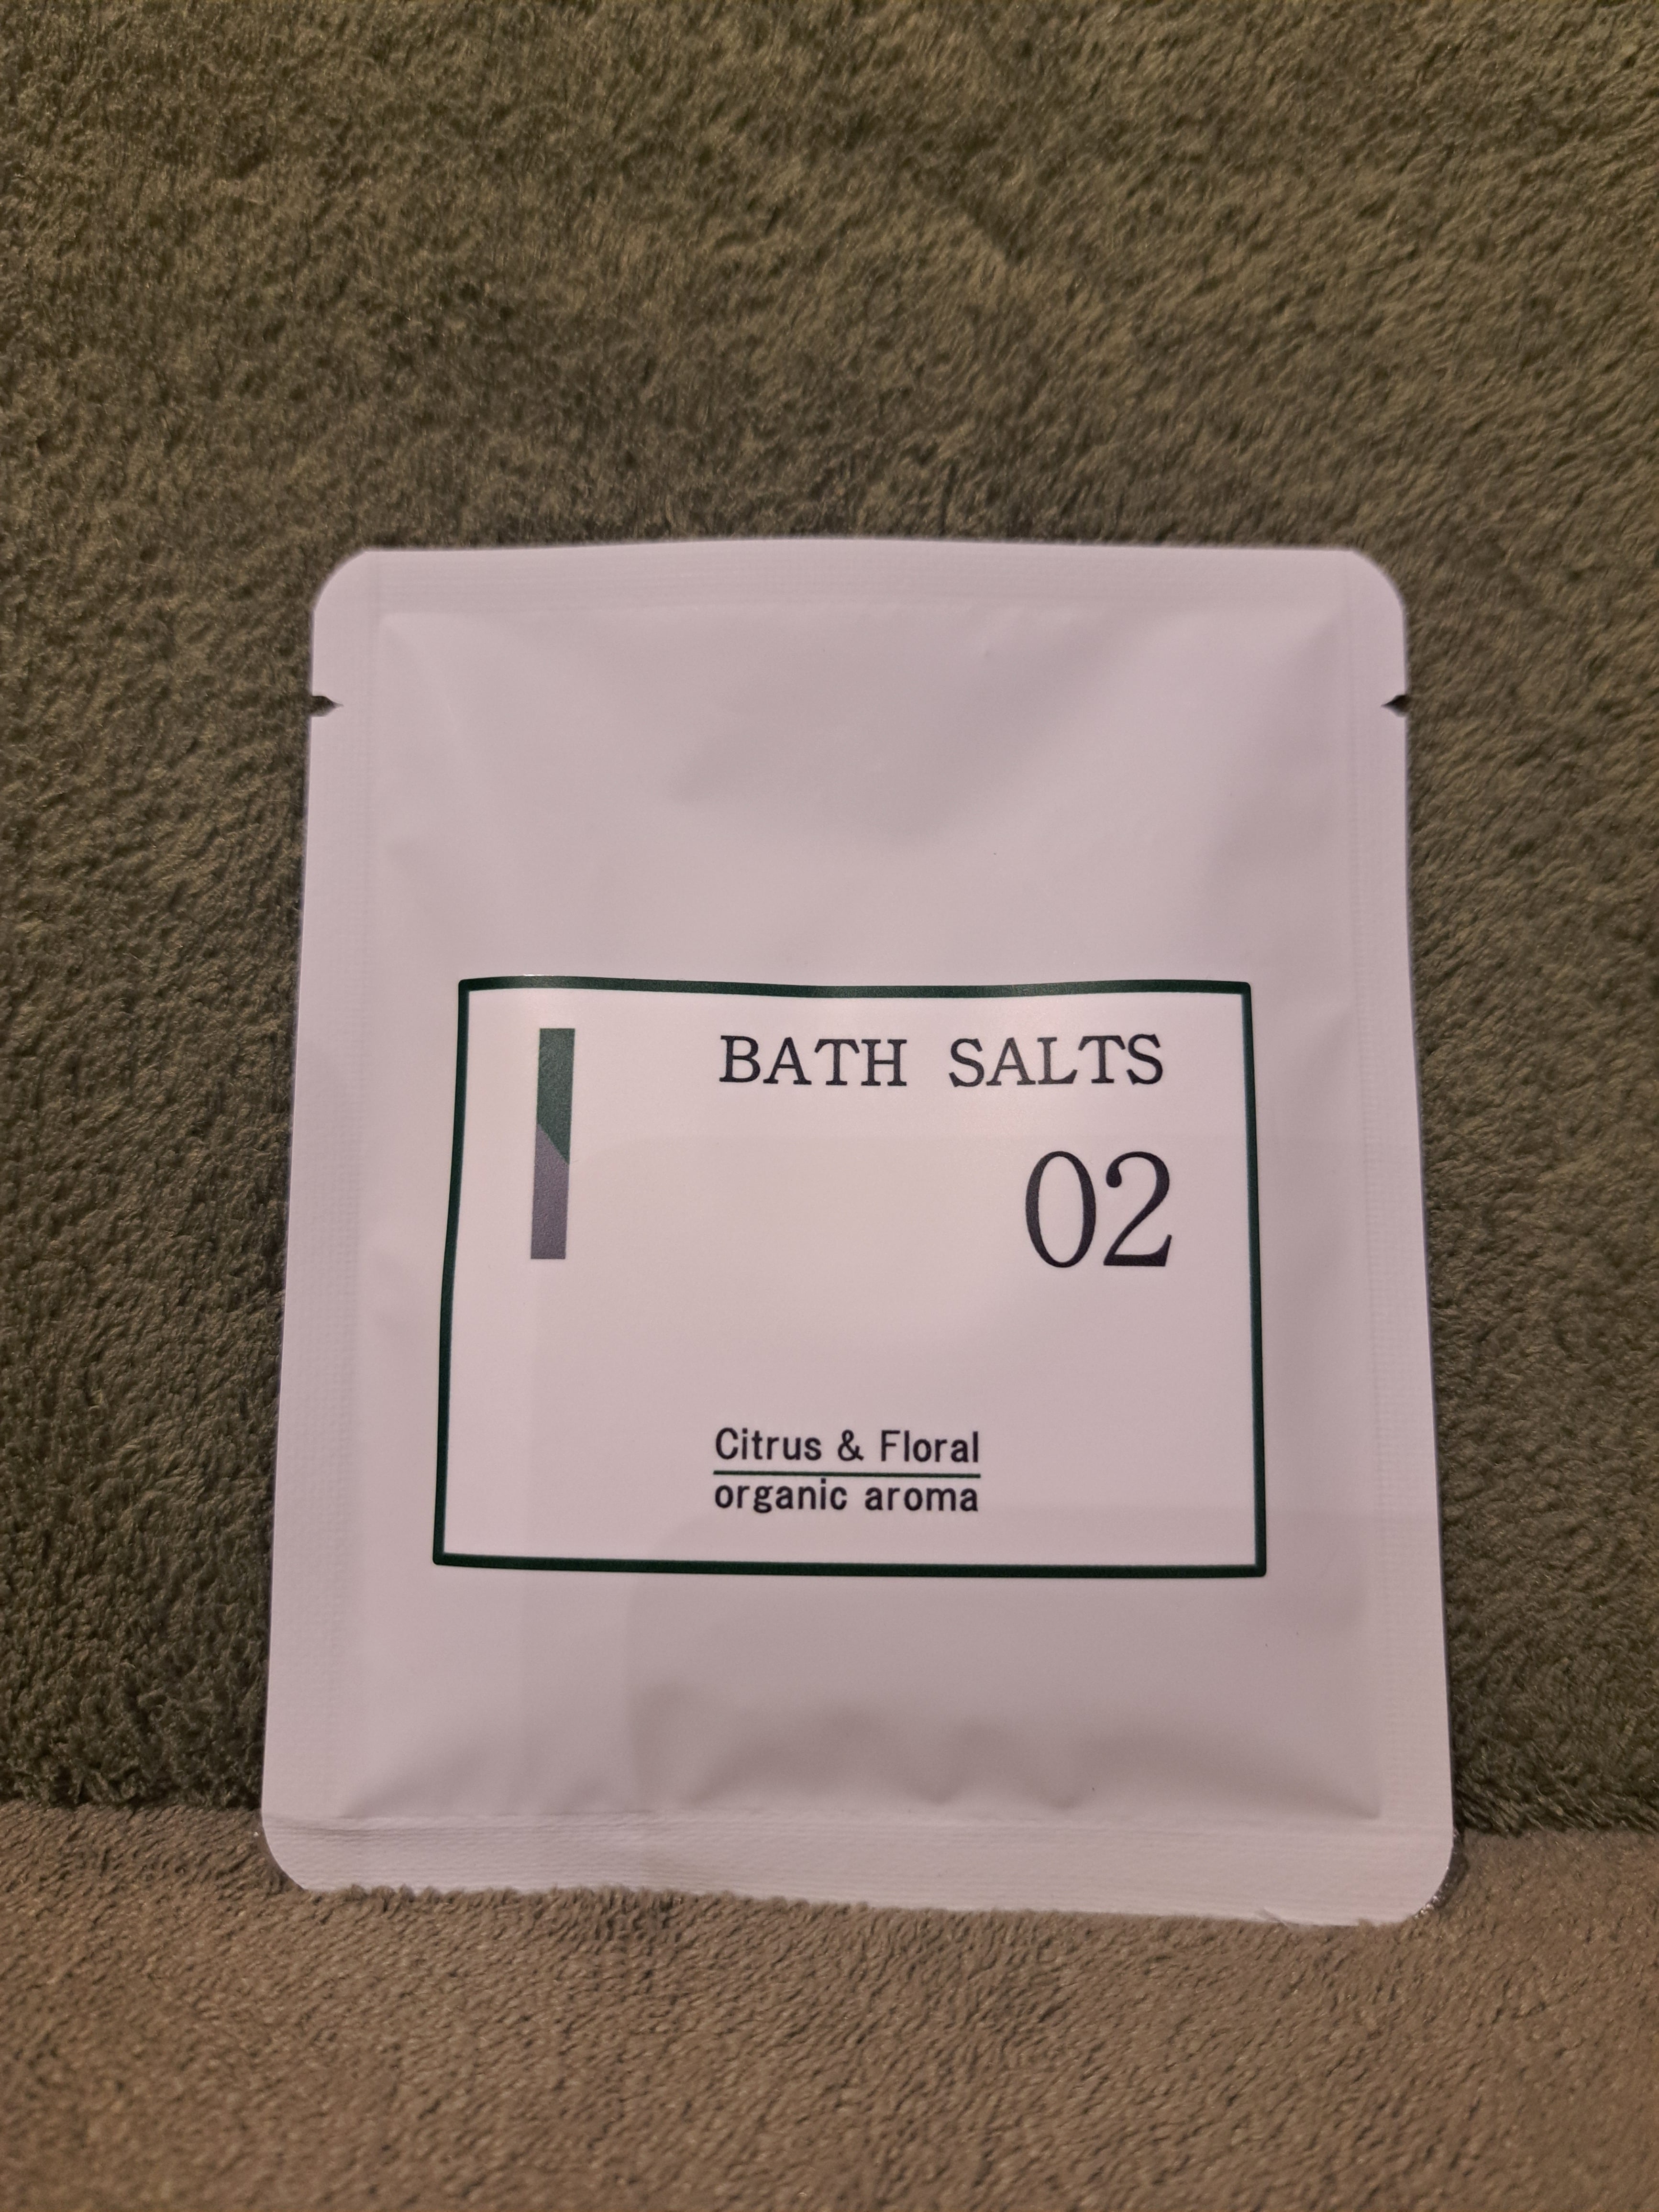 BATH SALTS
02
Citrus & Floral
organic aroma